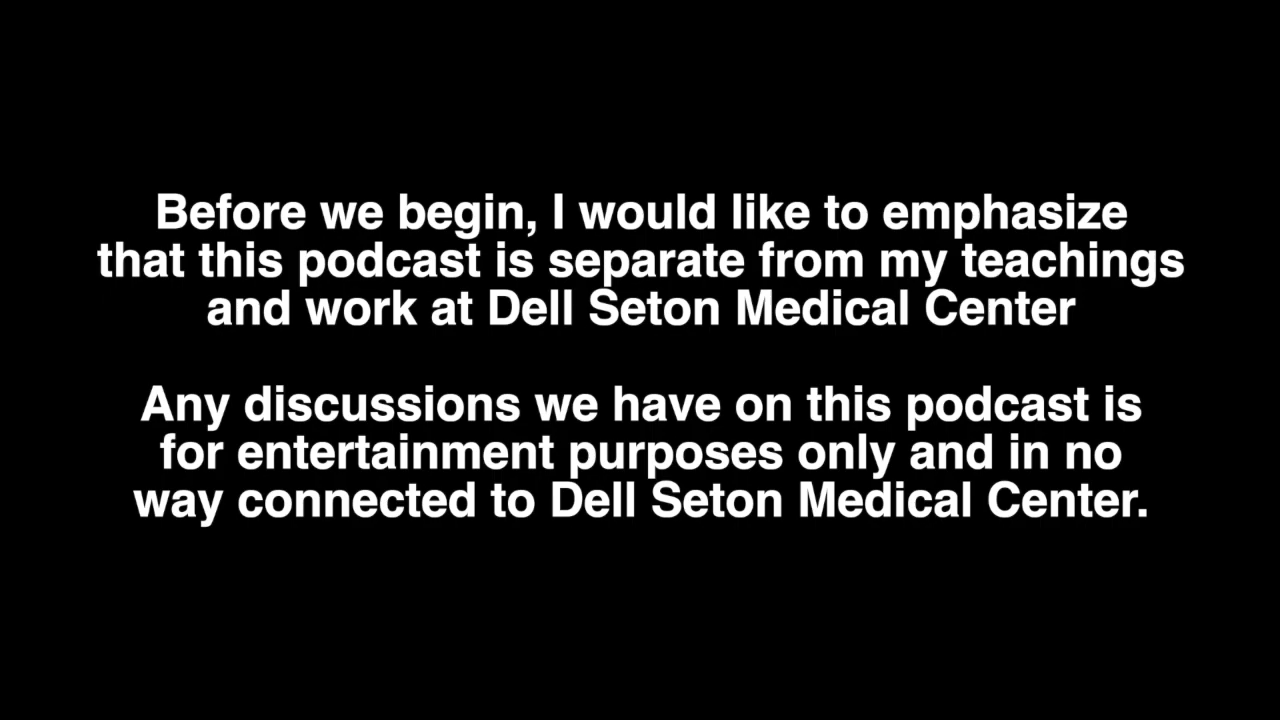 Before we begin, I would like to emphasize
that this podcast is separate from my teachings
and work at Dell Seton Medical Center
Any discussions we have on this podcast is
for entertainment purposes only and in no
way connected to Dell Seton Medical Center.